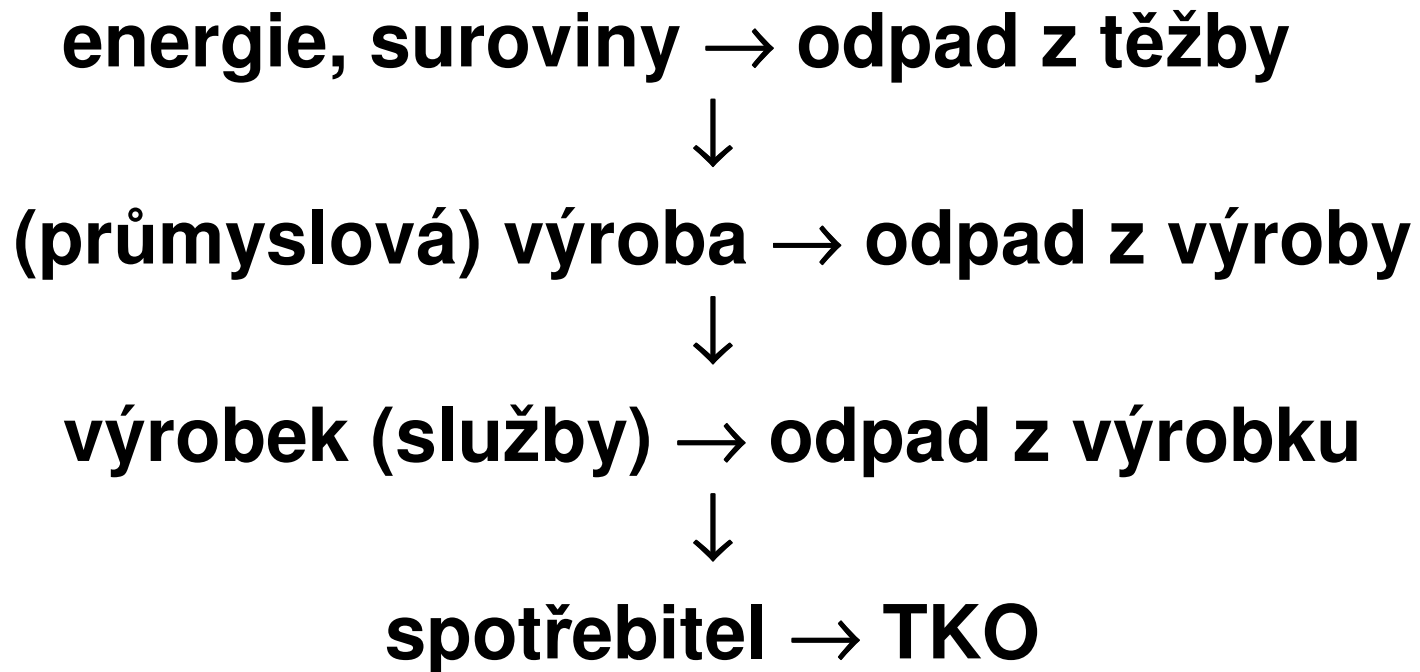 energie, suroviny → odpad z těžby
↓
(průmyslová) výroba → odpad z výroby
↓
výrobek (služby) → odpad z výrobku
↓
spotřebitel → TKO